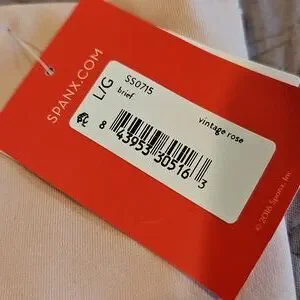 SPANX.COM
L/G
SS0715
brief
vintage rose
8 43953 30516 3
© 2016 Spanx, Inc.